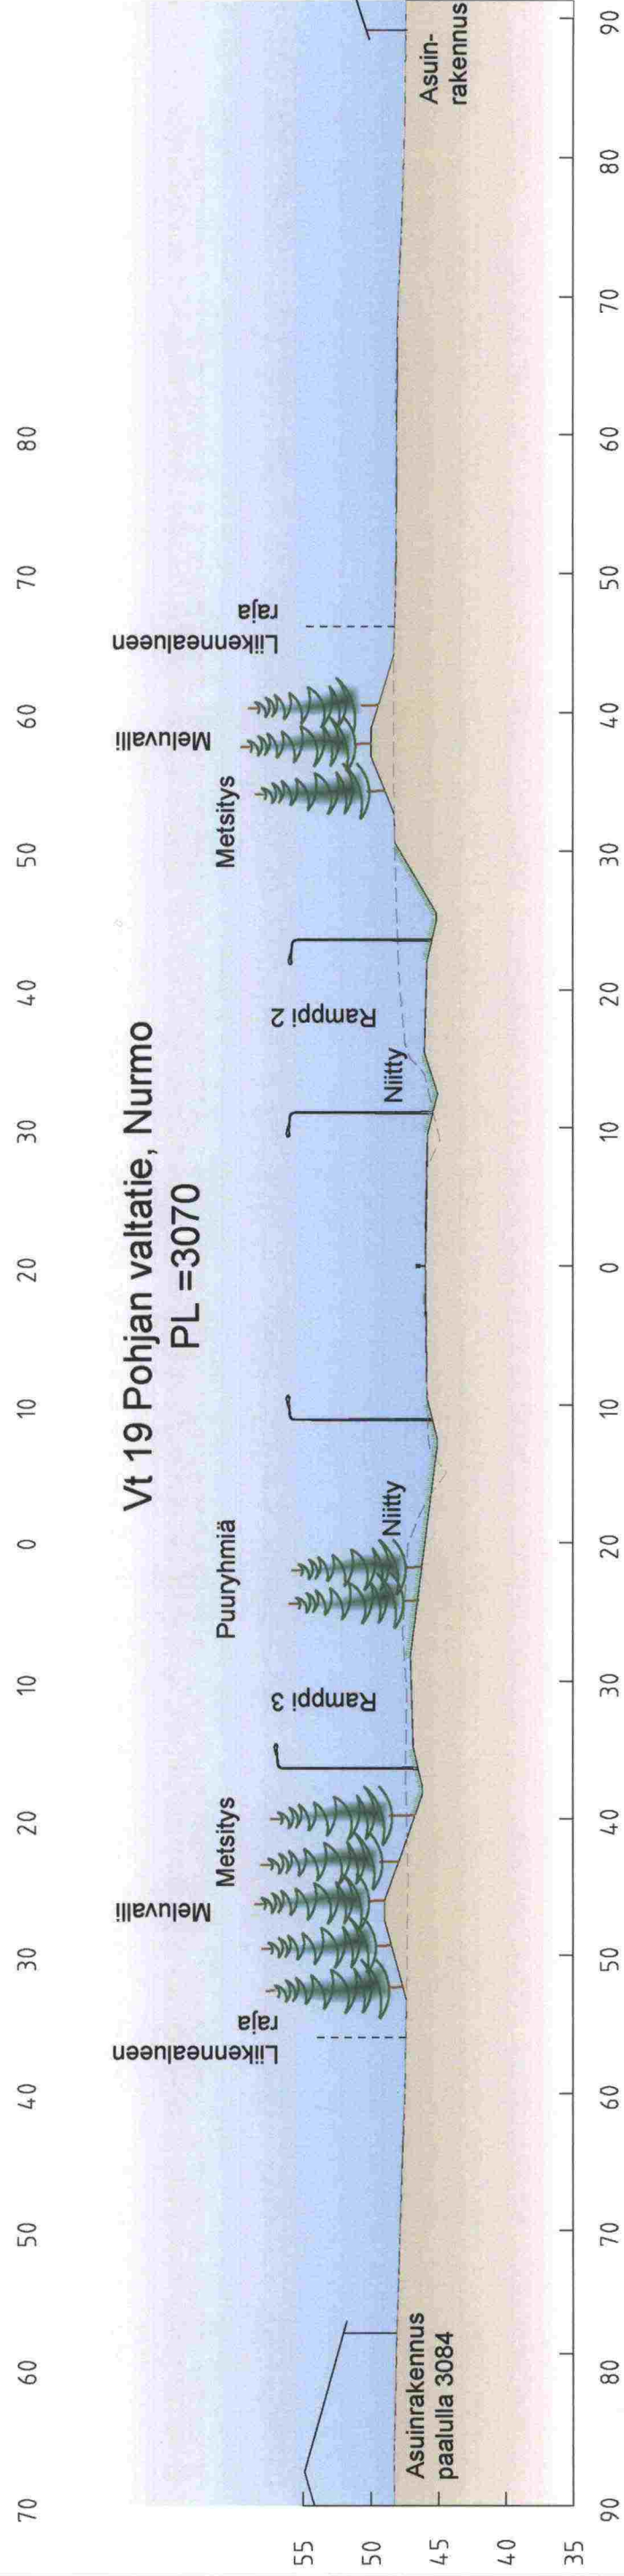 70 60 50 40 30 20 10 0 10 20 30 40 50 60 70 80
Vt 19 Pohjan valtatie, Nurmo
PL =3070
Liikennealueen
raja
Meluvalli
Metsitys
Ramppi 3
Puuryhmiä
Niitty
Niitty
Ramppi 2
Metsitys
Meluvalli
Liikennealueen
raja
Asuinrakennus
paalulla 3084
Asuin-
rakennus
55
50
45
40
35
90 80 70 60 50 40 30 20 10 0 10 20 30 40 50 60 70 80 90